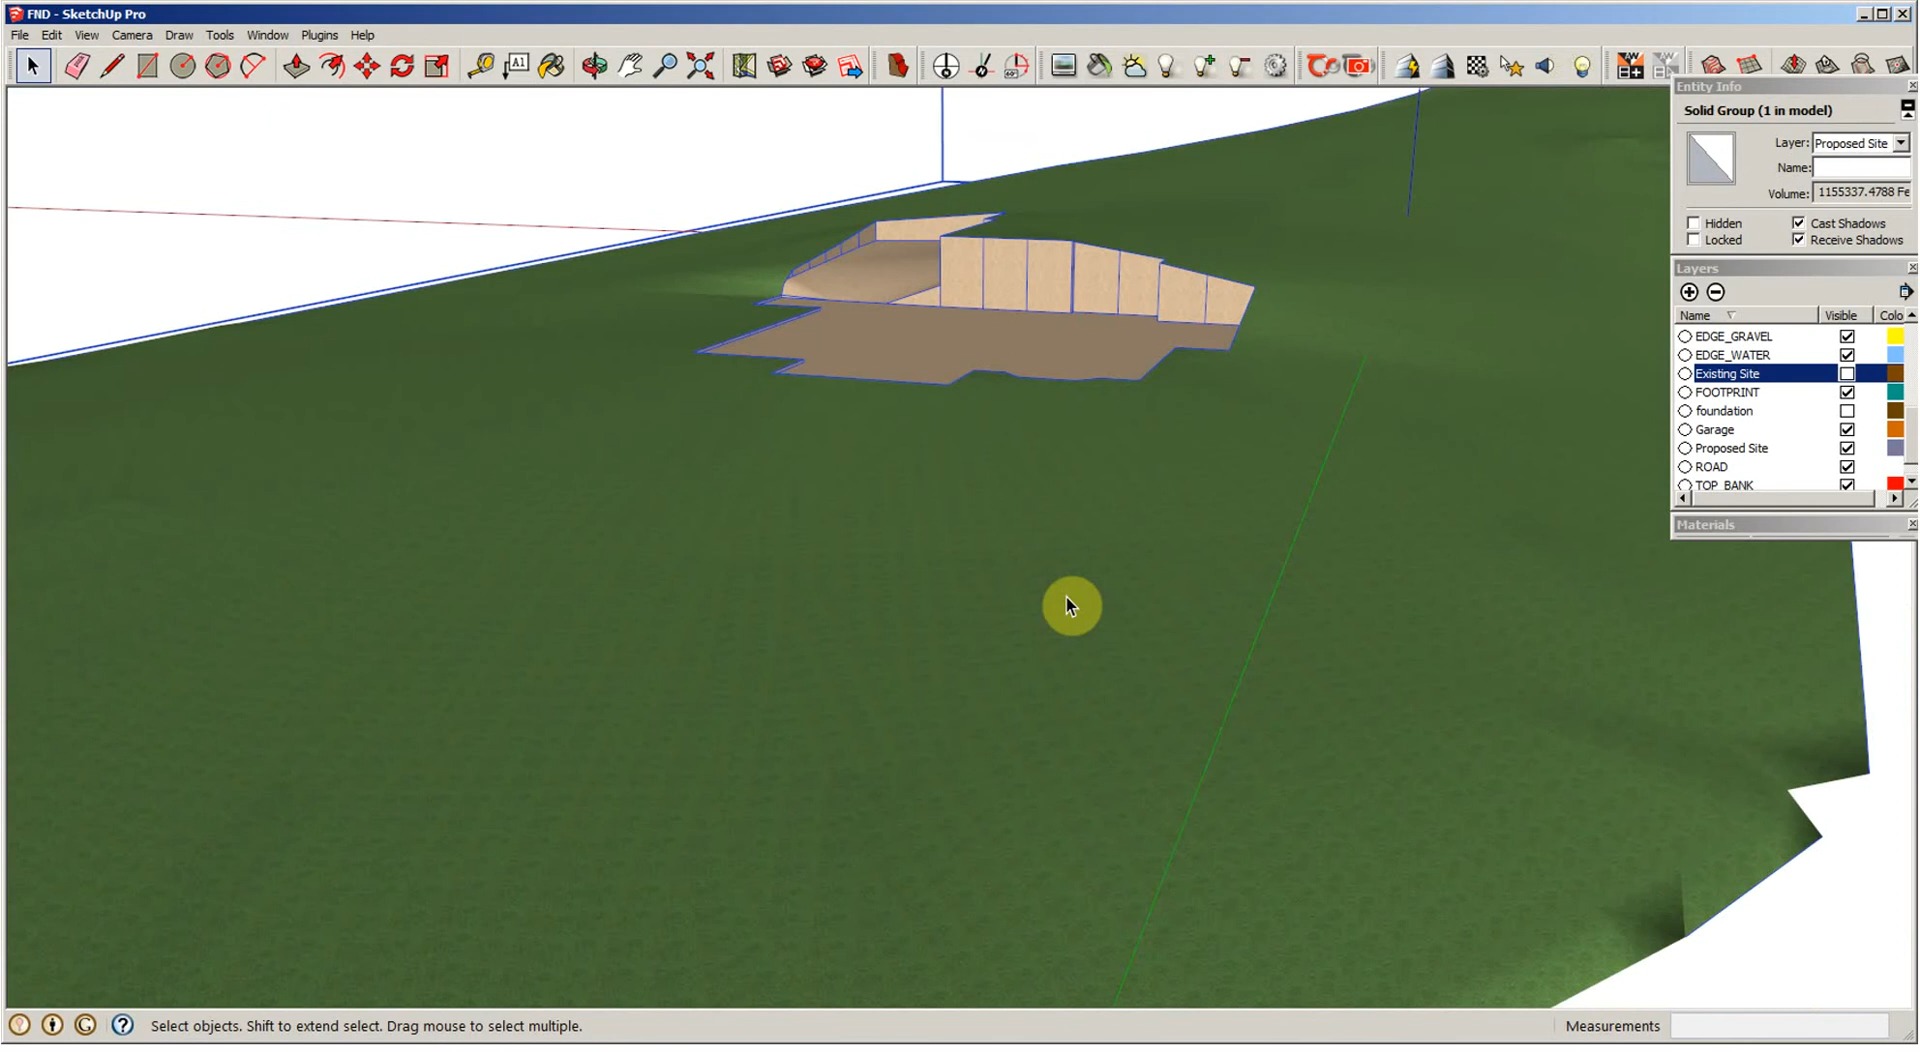 FND - SketchUp Pro
File Edit View Camera Draw Tools Window Plugins Help
A1
Entity Info
Solid Group (1 in model)
Layer: Proposed Site
Name:
Volume: 1155337.4788 Fe
Hidden Cast Shadows
Locked Receive Shadows
Layers
Name Visible Colo
EDGE_GRAVEL
EDGE_WATER
Existing Site
FOOTPRINT
foundation
Garage
Proposed Site
ROAD
TOP_BANK
Materials
Select objects. Shift to extend select. Drag mouse to select multiple.
Measurements